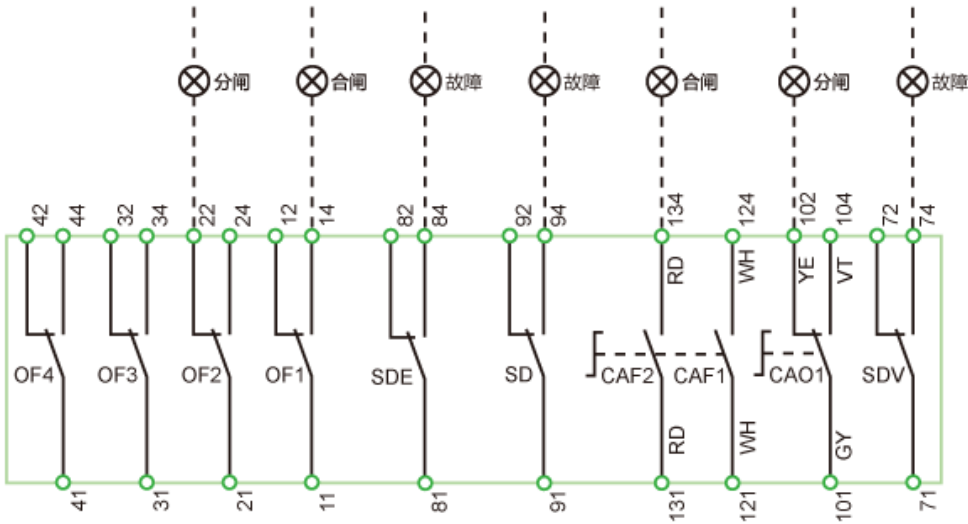 分闸 合闸 故障 故障 合闸 分闸 故障
42 44 32 34 22 24 12 14 82 84 92 94 134 124 102 104 72 74
RD WH YE VT
OF4 OF3 OF2 OF1 SDE SD CAF2 CAF1 CAO1 SDV
RD WH GY
41 31 21 11 81 91 131 121 101 71